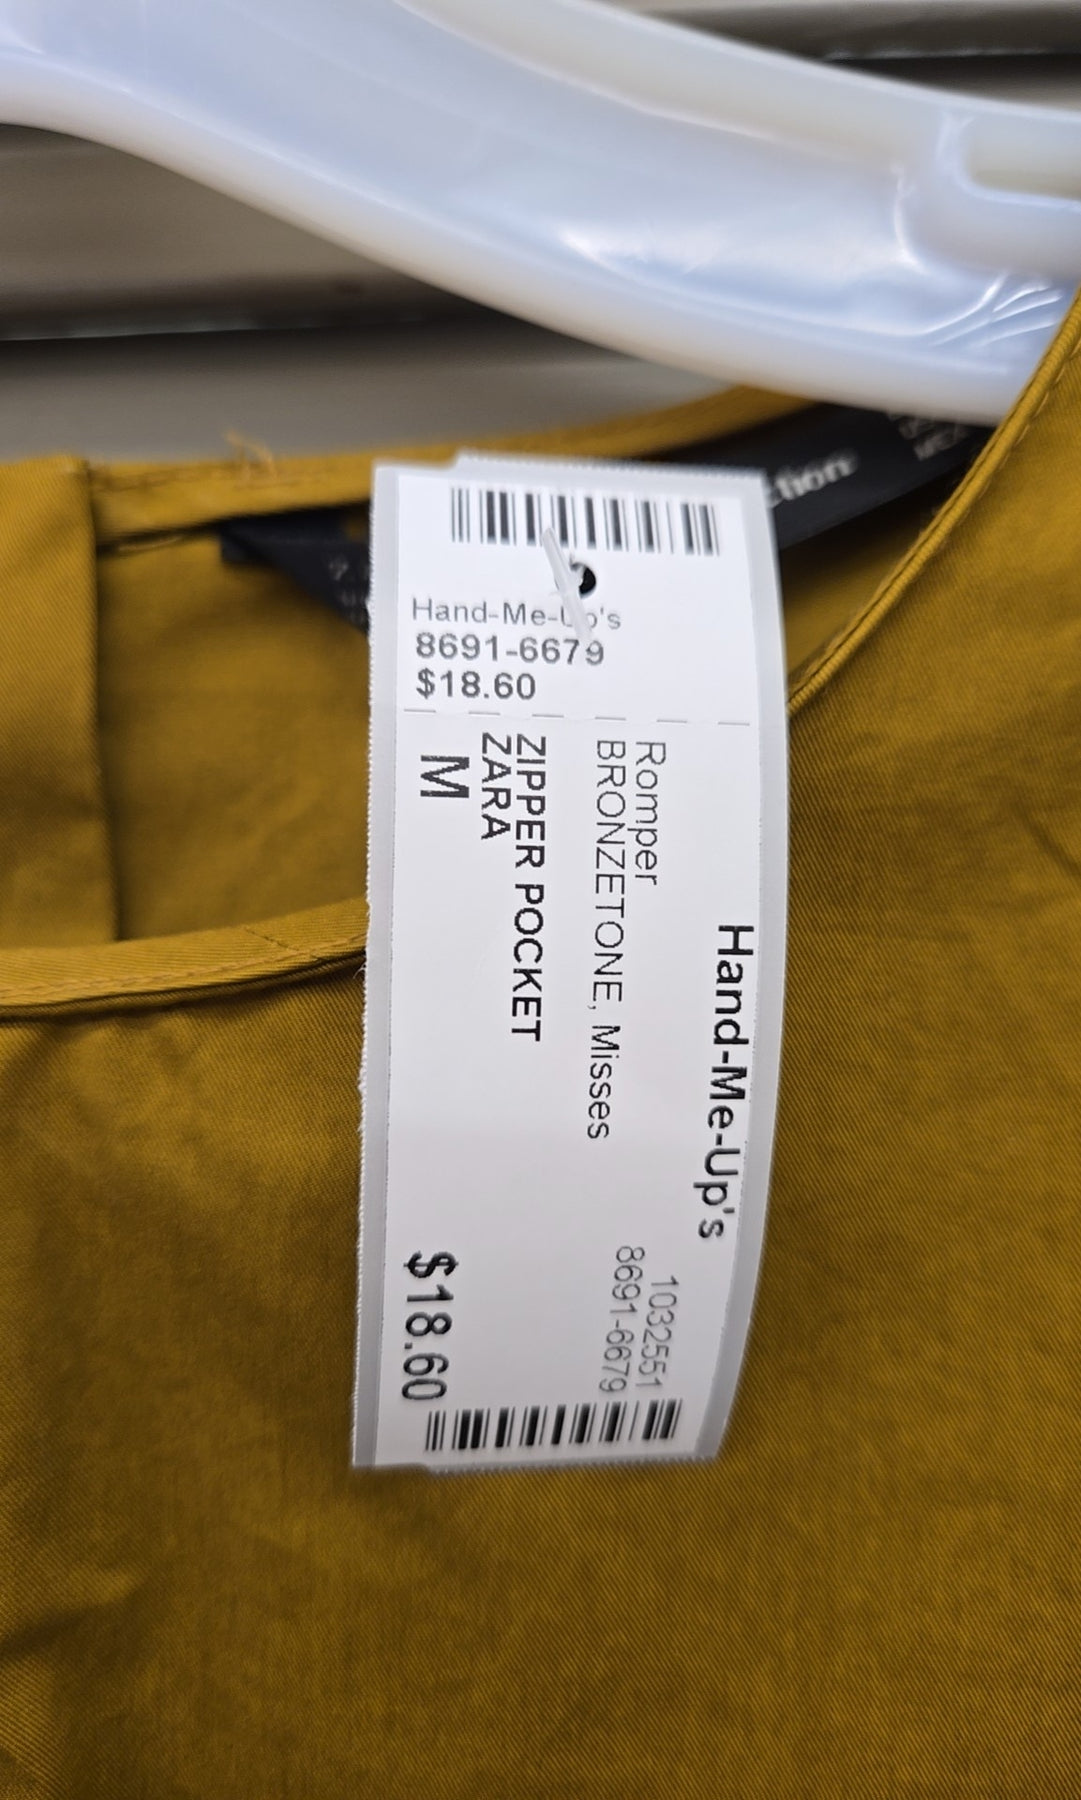 Hand-Me-Up's
8691-6679
$18.60
Hand-Me-Up's
Romper
BRONZETONE, Misses
1032551
8691-6679
ZIPPER POCKET
ZARA
M
$18.60